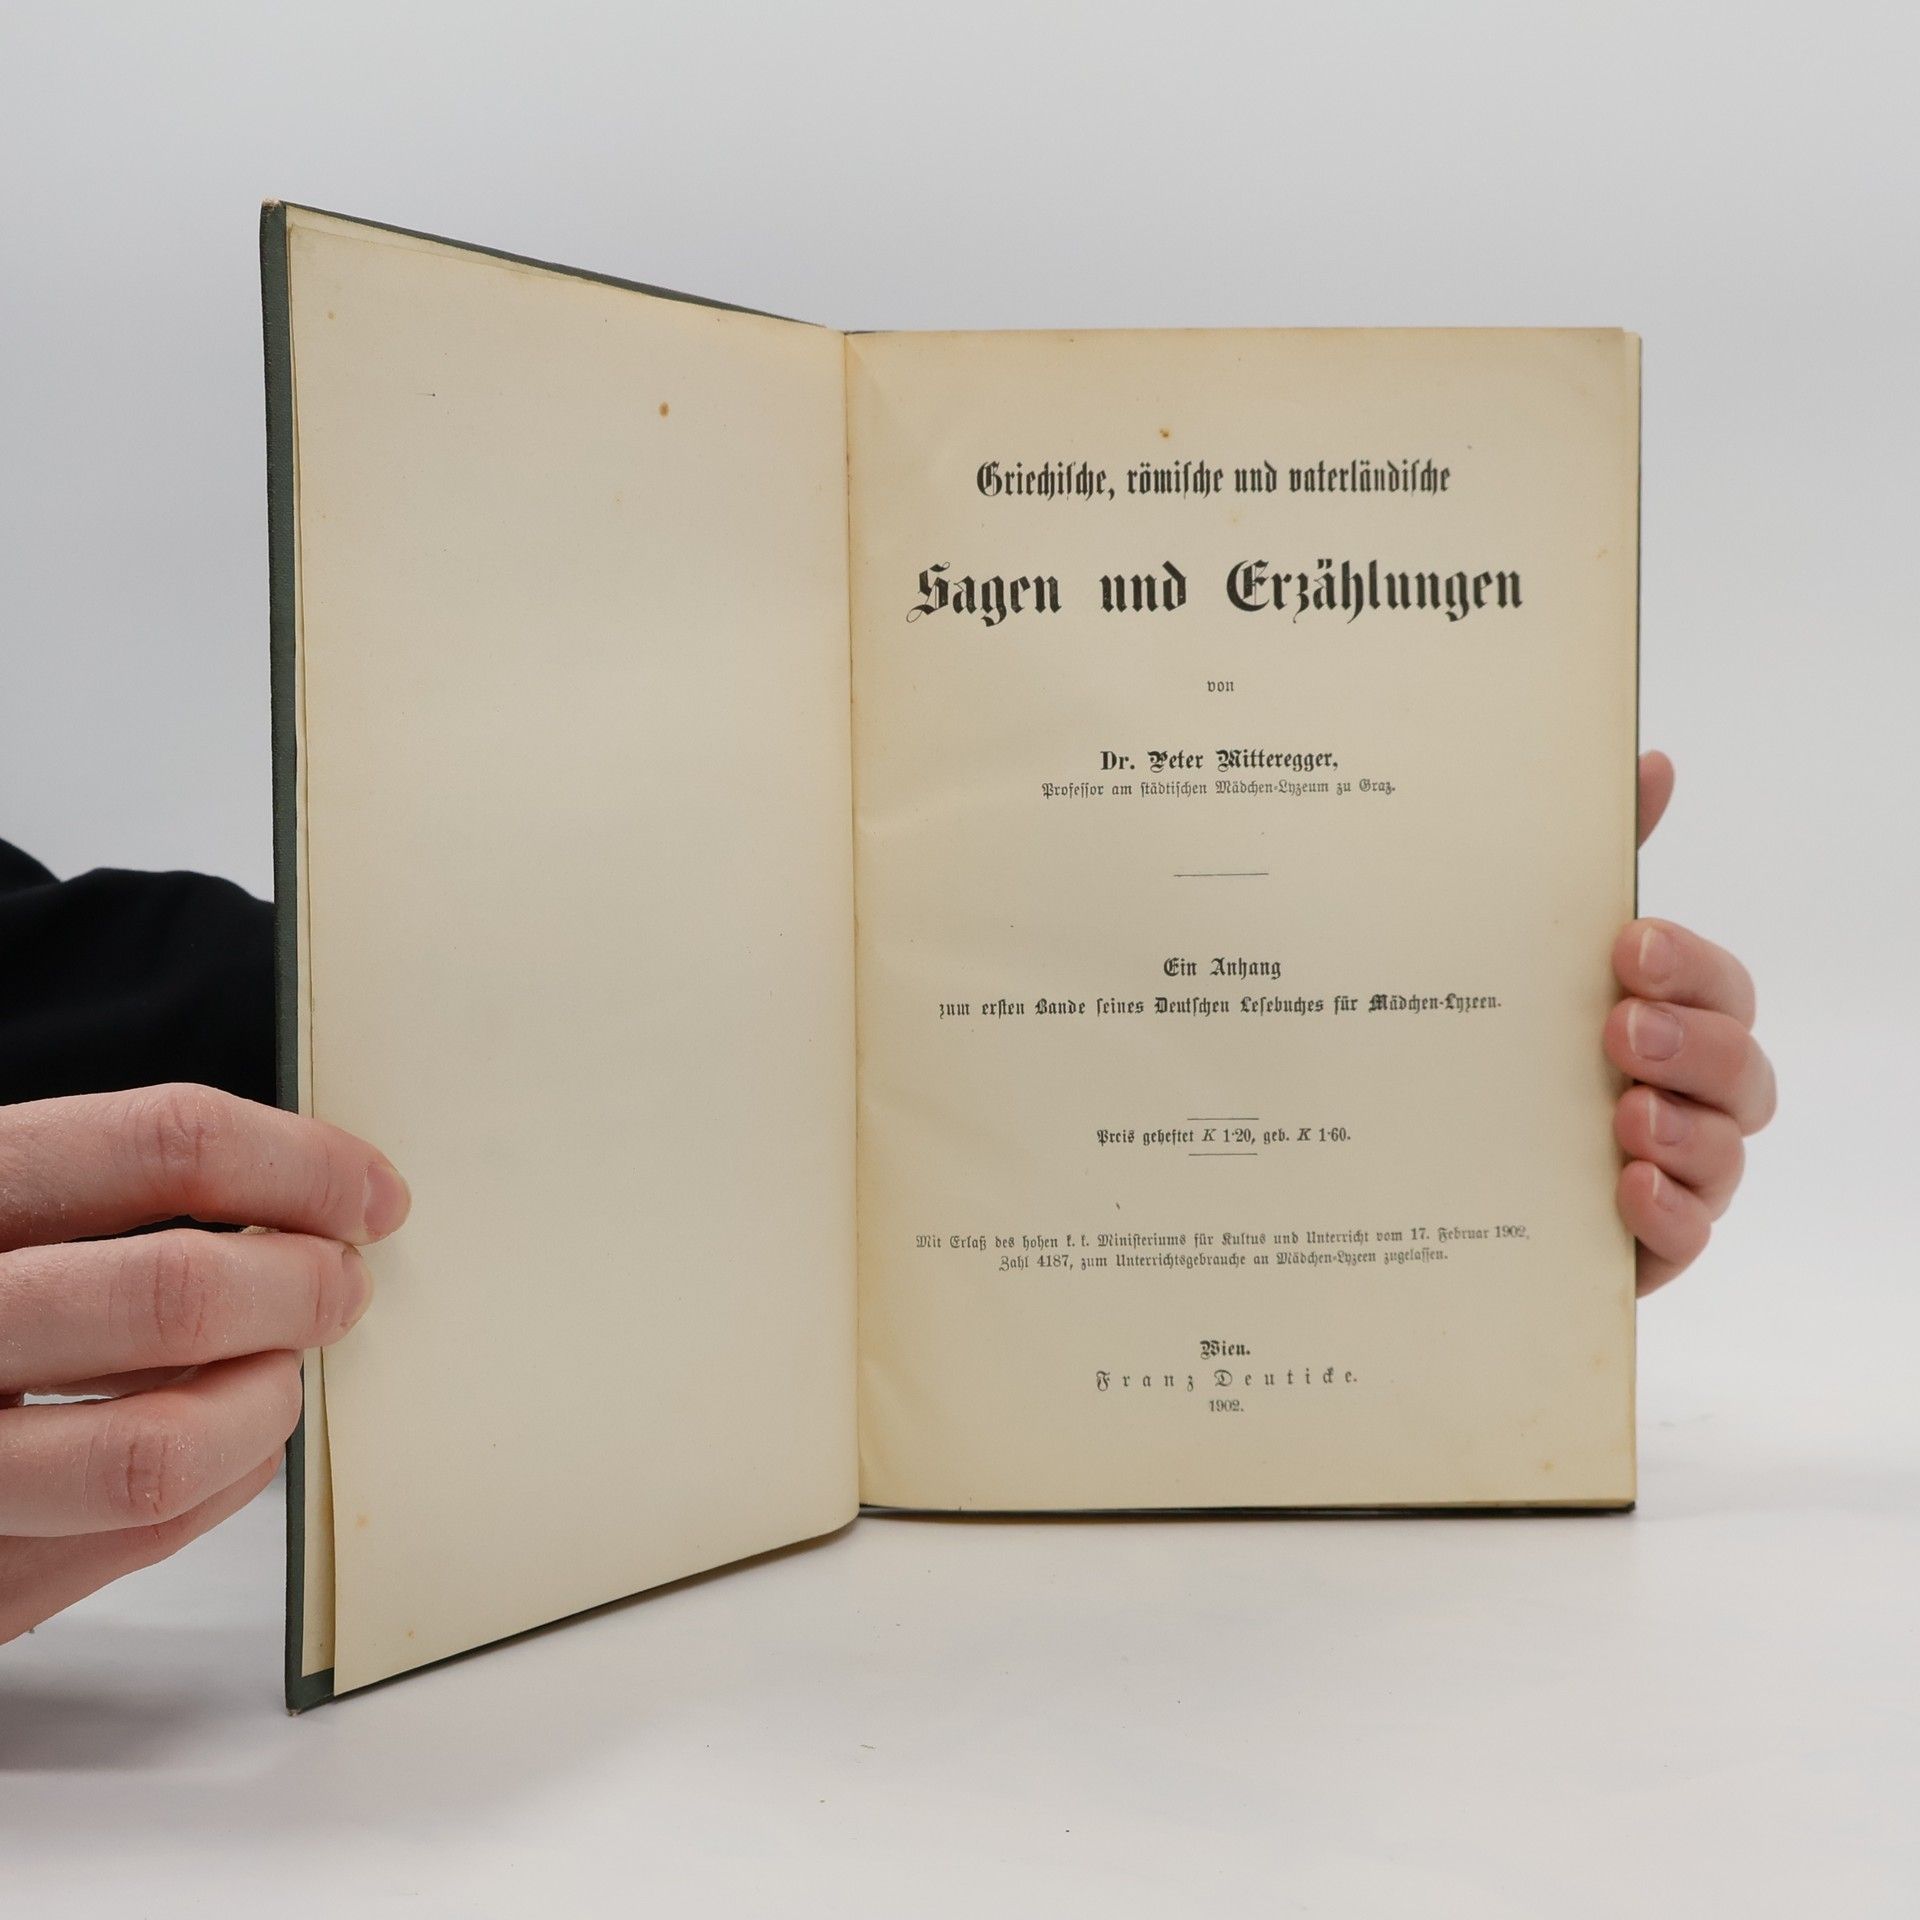 Griechische, römische und vaterländische
Sagen und Erzählungen
von
Dr. Peter Mitteregger,
Professor am städtischen Mädchen-Lyzeum zu Graz.
Ein Anhang
zum ersten Bande seines Deutschen Lesebuches für Mädchen-Lyzeen.
Preis geheftet K 1·20, geb. K 1·60.
Mit Erlaß des hohen k. k. Ministeriums für Kultus und Unterricht vom 17. Februar 1902,
Zahl 4187, zum Unterrichtsgebrauche an Mädchen-Lyzeen zugelassen.
Wien.
Franz Deuticke.
1902.